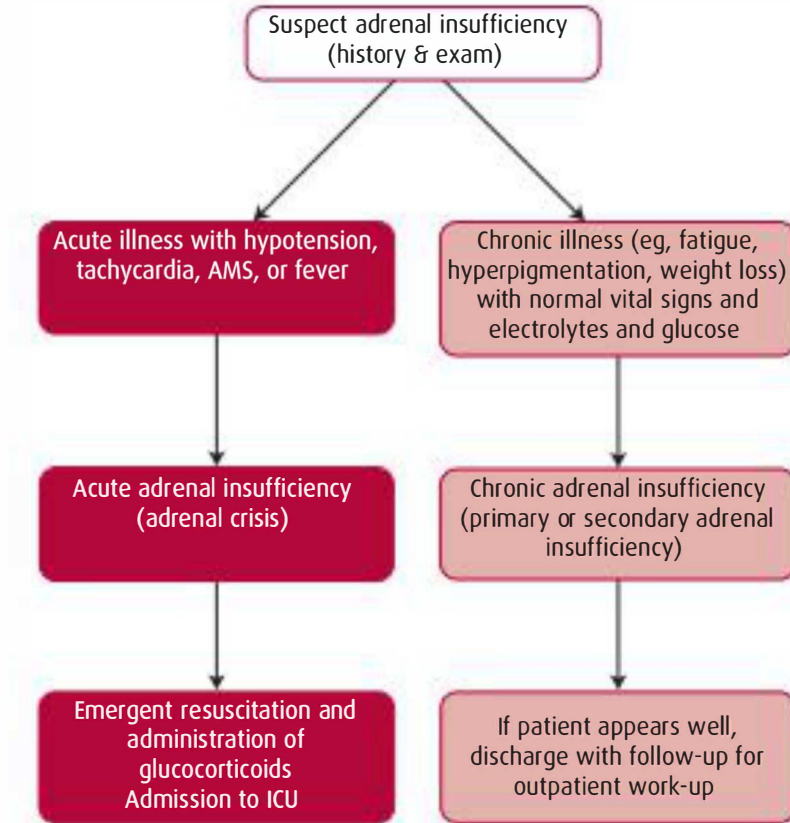 Suspect adrenal insufficiency
(history & exam)
Acute illness with hypotension,
tachycardia, AMS, or fever
Chronic illness (eg, fatigue,
hyperpigmentation, weight loss)
with normal vital signs and
electrolytes and glucose
Acute adrenal insufficiency
(adrenal crisis)
Chronic adrenal insufficiency
(primary or secondary adrenal
insufficiency)
Emergent resuscitation and
administration of
glucocorticoids
Admission to ICU
If patient appears well,
discharge with follow-up for
outpatient work-up